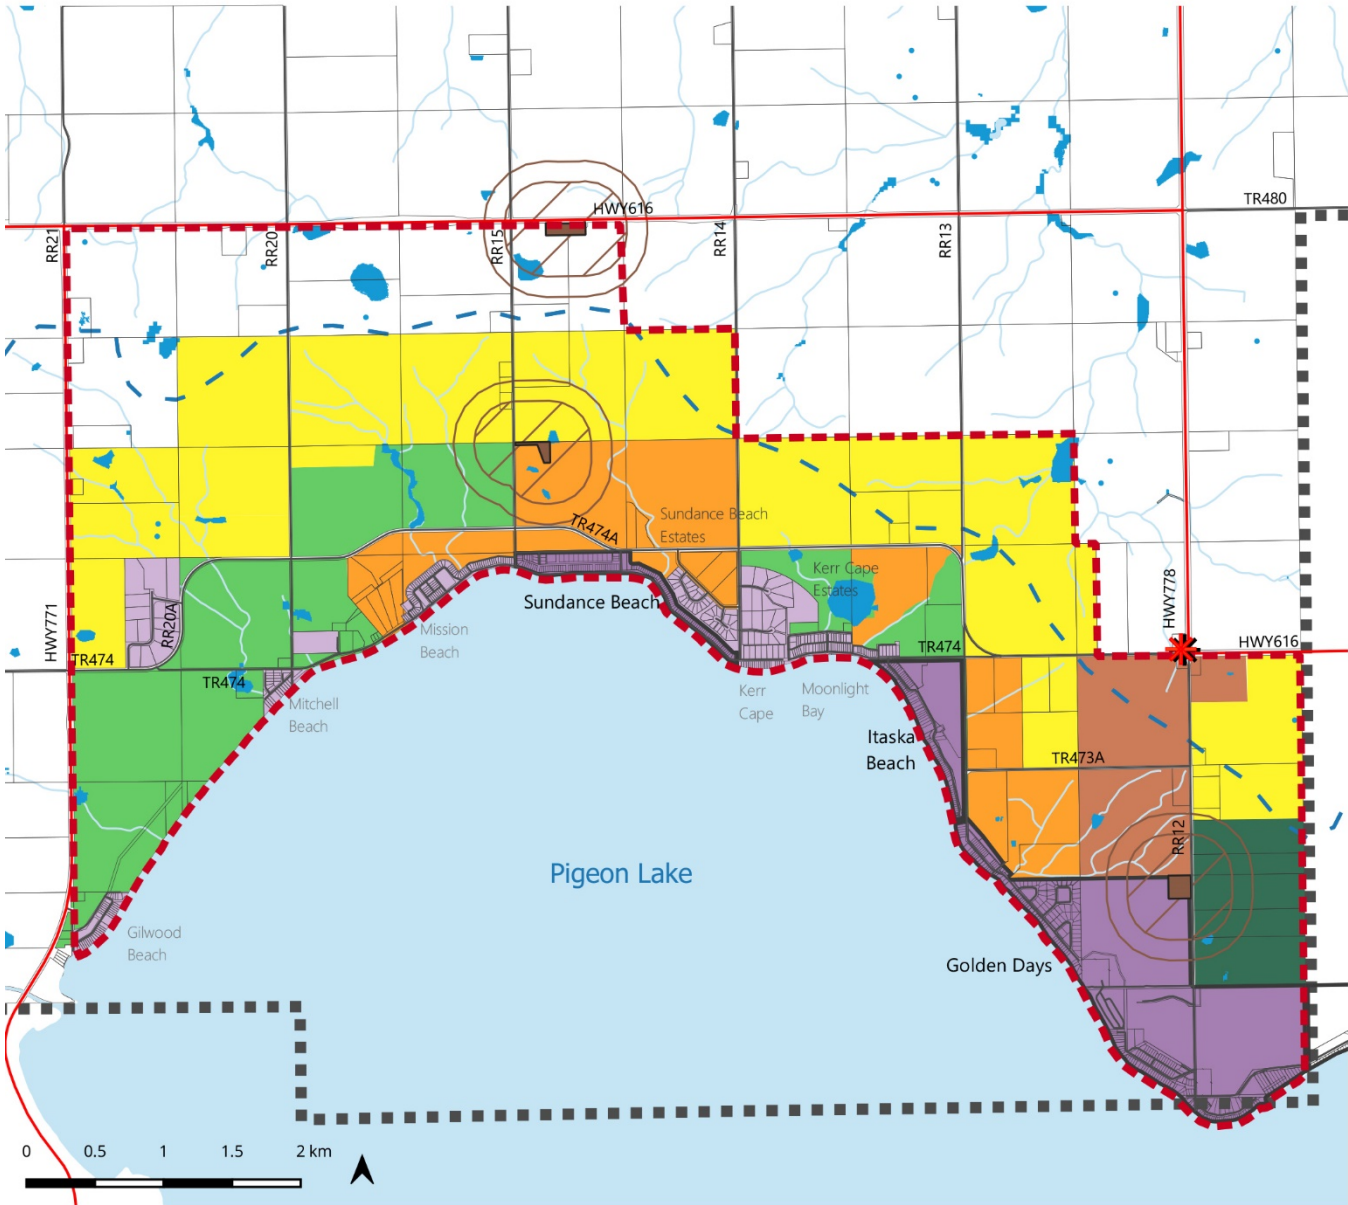 TR480
HWY616
RR21
RR20
RR15
RR14
RR13
Sundance Beach
Estates
TR474A
Kerr Cape
Estates
HWY778
Sundance Beach
RR20A
HWY771
Mission
Beach
TR474
HWY616
TR474
TR474
Mitchell
Beach
Kerr
Cape
Moonlight
Bay
Itaska
Beach
TR473A
RR12
Pigeon Lake
Gilwood
Beach
Golden Days
0 0.5 1 1.5 2 km